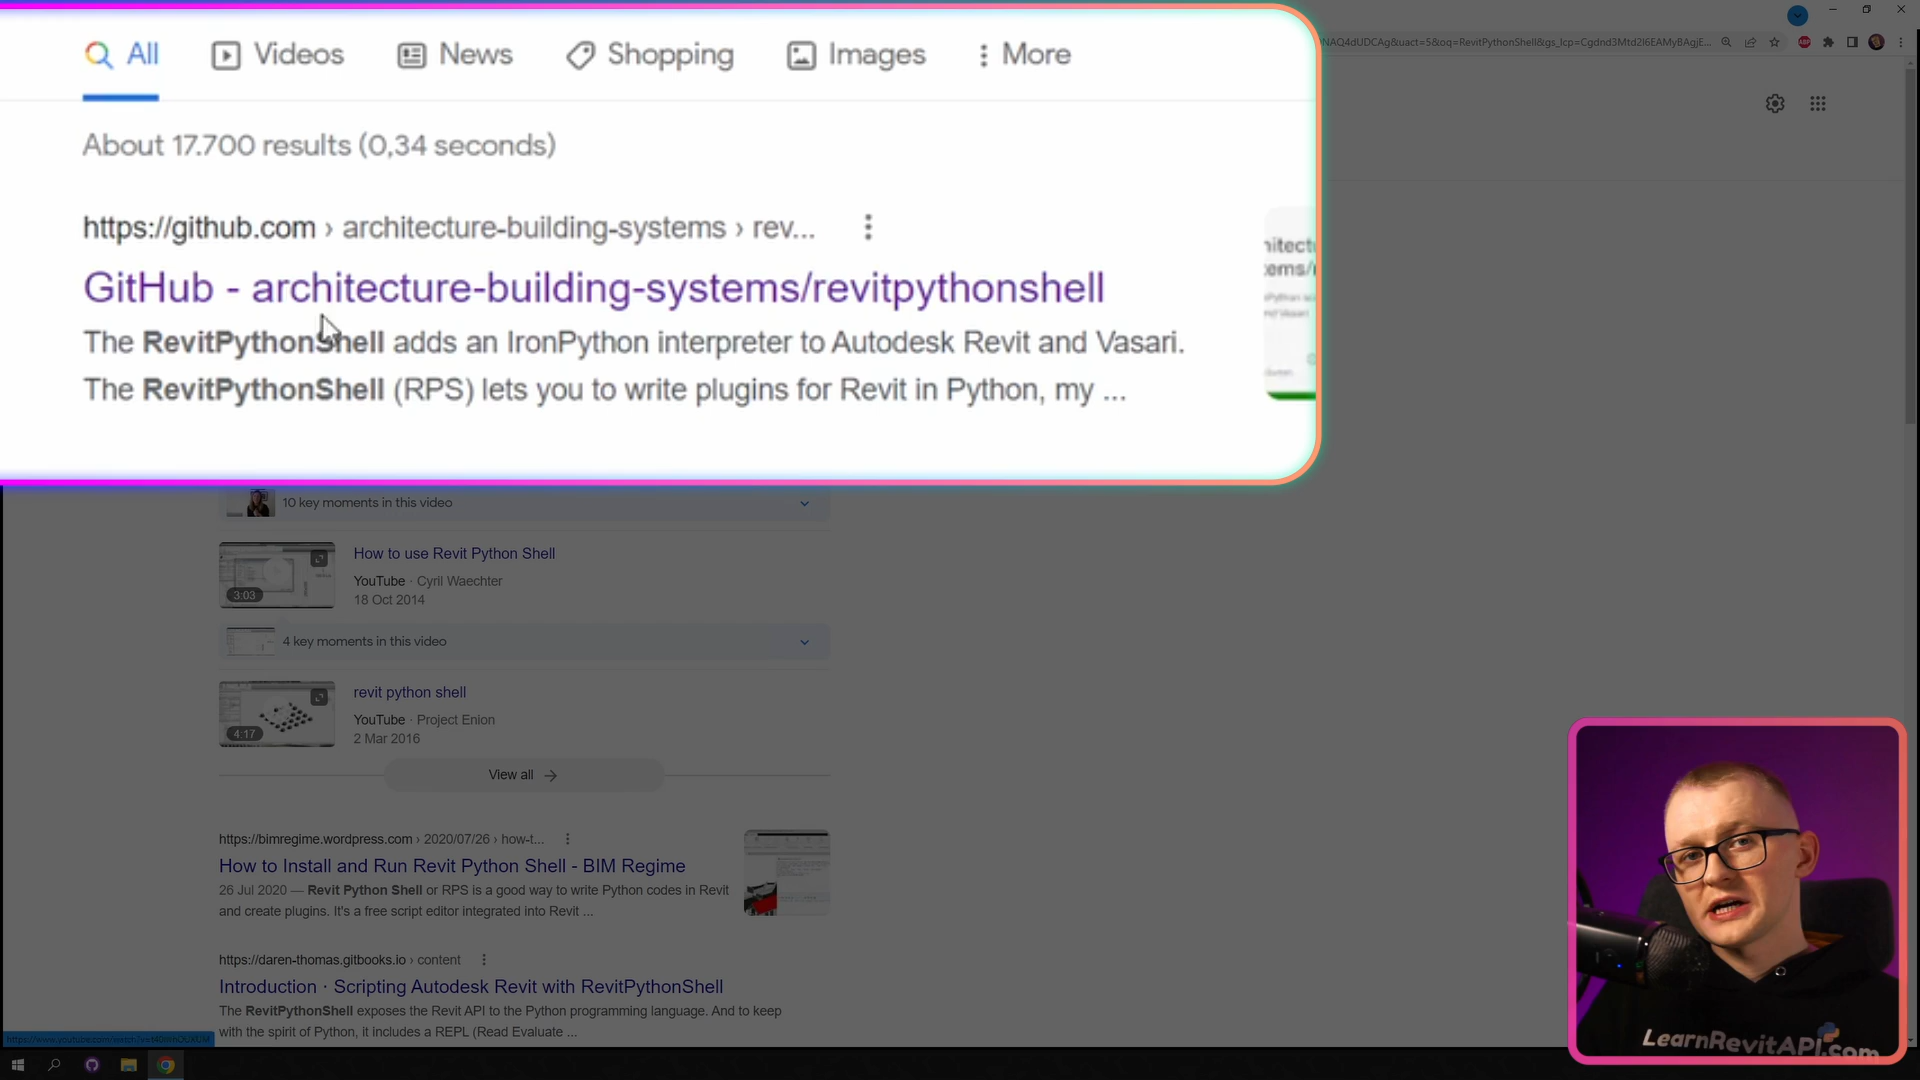 All
Videos
News
Shopping
Images
More
About 17.700 results (0,34 seconds)
https://github.com › architecture-building-systems › rev...
GitHub - architecture-building-systems/revitpythonshell
The RevitPythonShell adds an IronPython interpreter to Autodesk Revit and Vasari.
The RevitPythonShell (RPS) lets you to write plugins for Revit in Python, my ...
10 key moments in this video
How to use Revit Python Shell
YouTube · Cyril Waechter
18 Oct 2014
3:03
4 key moments in this video
revit python shell
YouTube · Project Enion
2 Mar 2016
4:17
View all
https://bimregime.wordpress.com › 2020/07/26 › how-t...
How to Install and Run Revit Python Shell - BIM Regime
26 Jul 2020 — Revit Python Shell or RPS is a good way to write Python codes in Revit
and create plugins. It's a free script editor integrated into Revit ...
https://daren-thomas.gitbooks.io › content
Introduction · Scripting Autodesk Revit with RevitPythonShell
The RevitPythonShell exposes the Revit API to the Python programming language. And to keep
with the spirit of Python, it includes a REPL (Read Evaluate ...
LearnRevitAPI.com